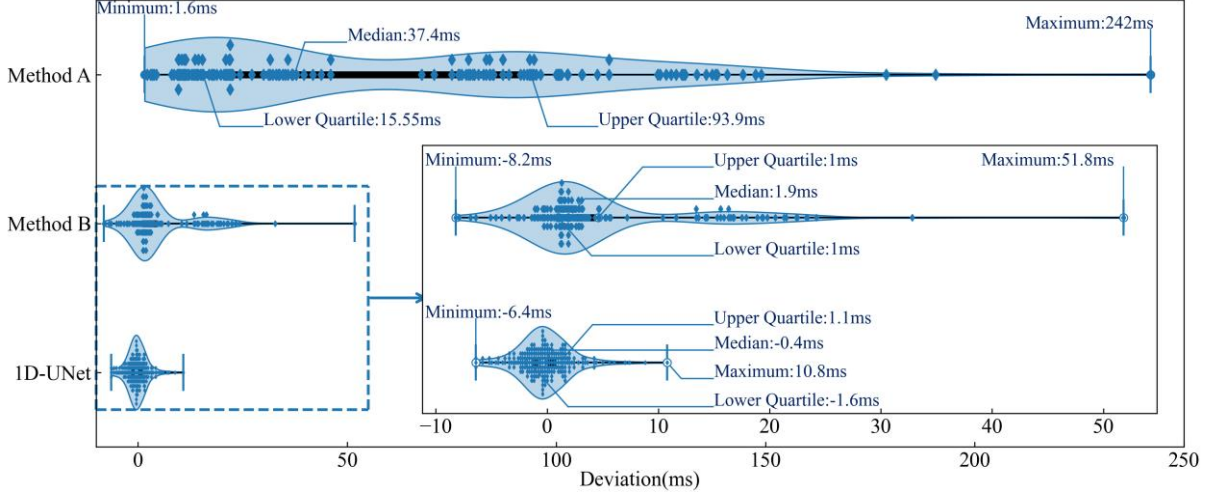 Minimum:1.6ms
Maximum:242ms
Median:37.4ms
Method A
Lower Quartile:15.55ms
Upper Quartile:93.9ms
Minimum:-8.2ms
Upper Quartile:1ms
Maximum:51.8ms
Median:1.9ms
Method B
Lower Quartile:1ms
Minimum:-6.4ms
Upper Quartile:1.1ms
Median:-0.4ms
1D-UNet
Maximum:10.8ms
Lower Quartile:-1.6ms
−10 0 10 20 30 40 50
0 50 100 150 200 250
Deviation(ms)